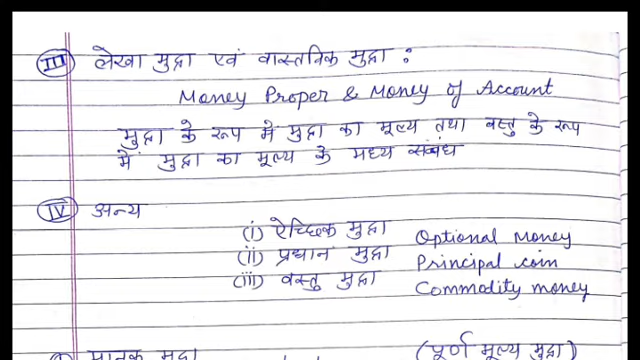 III लेखा मुद्रा एवं वास्तविक मुद्रा :
Money Proper & Money of Account
मुद्रा के रूप में मुद्रा का मूल्य तथा वस्तु के रूप
में मुद्रा का मूल्य के मध्य संबंध
IV अन्य
(i) ऐच्छिक मुद्रा Optional Money
(ii) प्रधान मुद्रा Principal coin
(iii) वस्तु मुद्रा Commodity money
मानक मुद्रा (पूर्ण मूल्य मुद्रा)